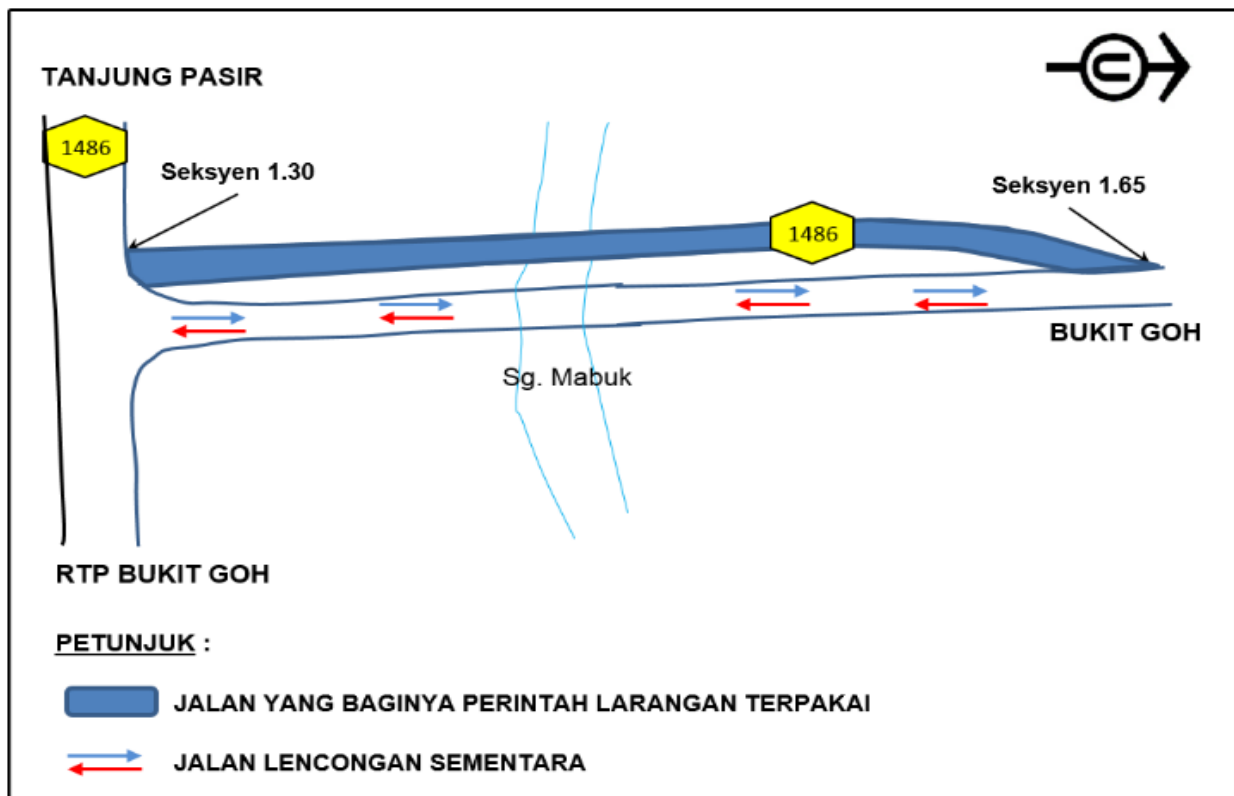 TANJUNG PASIR
1486
Seksyen 1.30
Seksyen 1.65
1486
BUKIT GOH
Sg. Mabuk
RTP BUKIT GOH
PETUNJUK :
JALAN YANG BAGINYA PERINTAH LARANGAN TERPAKAI
JALAN LENCONGAN SEMENTARA